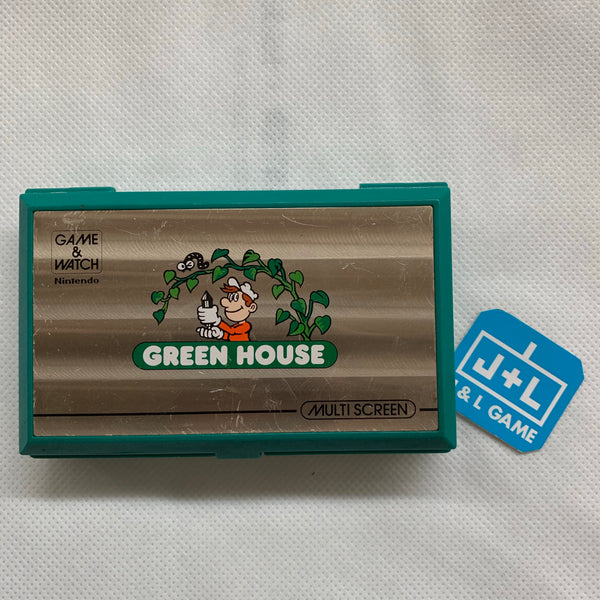 GAME
&
WATCH
Nintendo
GREEN HOUSE
MULTI SCREEN
J+L
J & L GAME